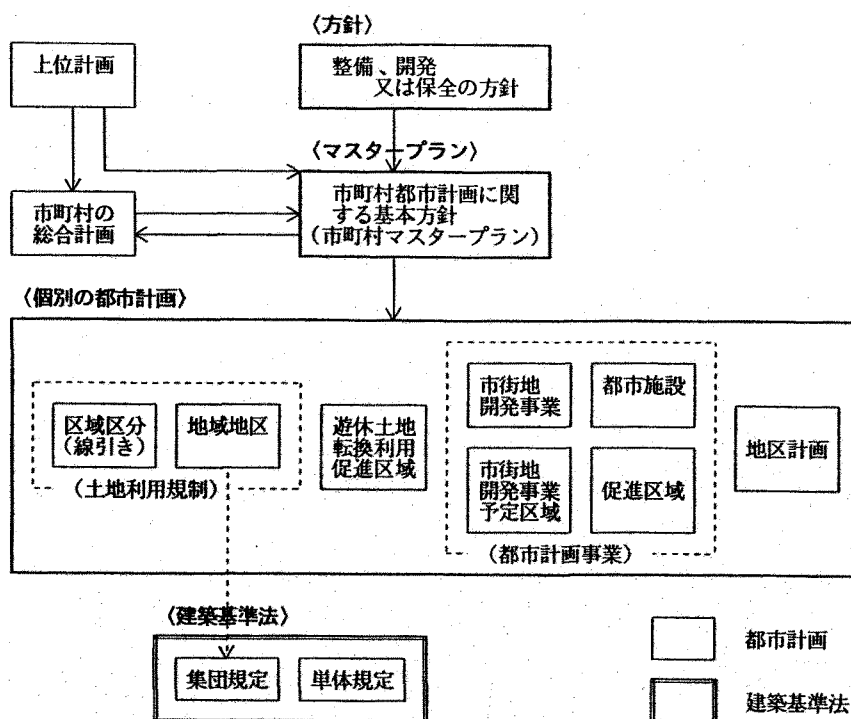 〈方針〉
上位計画
整備、開発
又は保全の方針
〈マスタープラン〉
市町村の
総合計画
市町村都市計画に関
する基本方針
(市町村マスタープラン)
〈個別の都市計画〉
区域区分
(線引き)
地域地区
(土地利用規制)
遊休土地
転換利用
促進区域
市街地
開発事業
都市施設
市街地
開発事業
予定区域
促進区域
(都市計画事業)
地区計画
〈建築基準法〉
集団規定
単体規定
都市計画
建築基準法